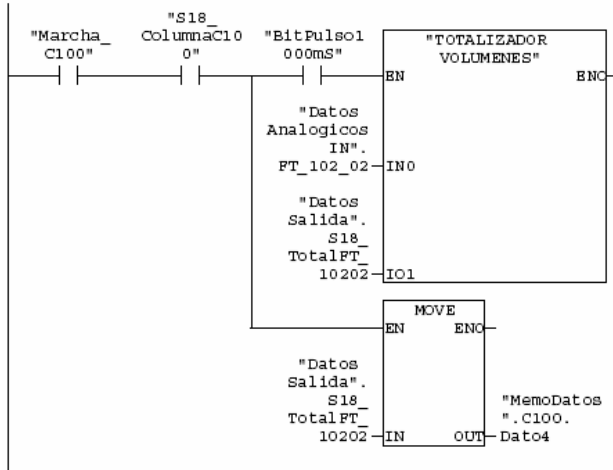 "S18_
"Marcha_ ColumnaC10 "BitPulso1
C100" 0" 000mS"
"TOTALIZADOR
VOLUMENES"
EN ENO
"Datos
Analogicos
IN".
FT_102_02 IN0
"Datos
Salida".
S18_
TotalFT_
10202 IO1
MOVE
EN ENO
"Datos
Salida".
S18_
TotalFT_
10202 IN
"MemoDatos
".C100.
OUT Dato4